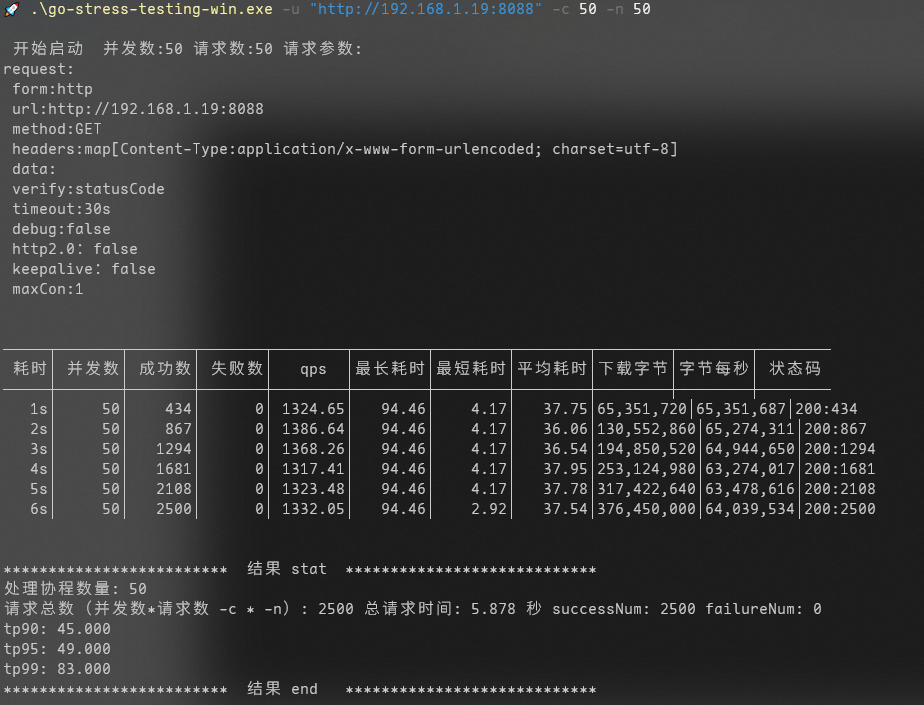 .\go-stress-testing-win.exe -u "http://192.168.1.19:8088" -c 50 -n 50
开始启动 并发数:50 请求数:50 请求参数:
request:
form:http
url:http://192.168.1.19:8088
method:GET
headers:map[Content-Type:application/x-www-form-urlencoded; charset=utf-8]
data:
verify:statusCode
timeout:30s
debug:false
http2.0: false
keepalive: false
maxCon:1
耗时│ 并发数│ 成功数│ 失败数│ qps │最长耗时│最短耗时│平均耗时│下载字节│字节每秒│ 状态码
1s│ 50│ 434│ 0│ 1324.65│ 94.46│ 4.17│ 37.75│65,351,720│65,351,687│200:434
2s│ 50│ 867│ 0│ 1386.64│ 94.46│ 4.17│ 36.06│130,552,860│65,274,311│200:867
3s│ 50│ 1294│ 0│ 1368.26│ 94.46│ 4.17│ 36.54│194,850,520│64,944,650│200:1294
4s│ 50│ 1681│ 0│ 1317.41│ 94.46│ 4.17│ 37.95│253,124,980│63,274,017│200:1681
5s│ 50│ 2108│ 0│ 1323.48│ 94.46│ 4.17│ 37.78│317,422,640│63,478,616│200:2108
6s│ 50│ 2500│ 0│ 1332.05│ 94.46│ 2.92│ 37.54│376,450,000│64,039,534│200:2500
************************* 结果 stat ****************************
处理协程数量: 50
请求总数（并发数*请求数 -c * -n）: 2500 总请求时间: 5.878 秒 successNum: 2500 failureNum: 0
tp90: 45.000
tp95: 49.000
tp99: 83.000
************************* 结果 end ****************************